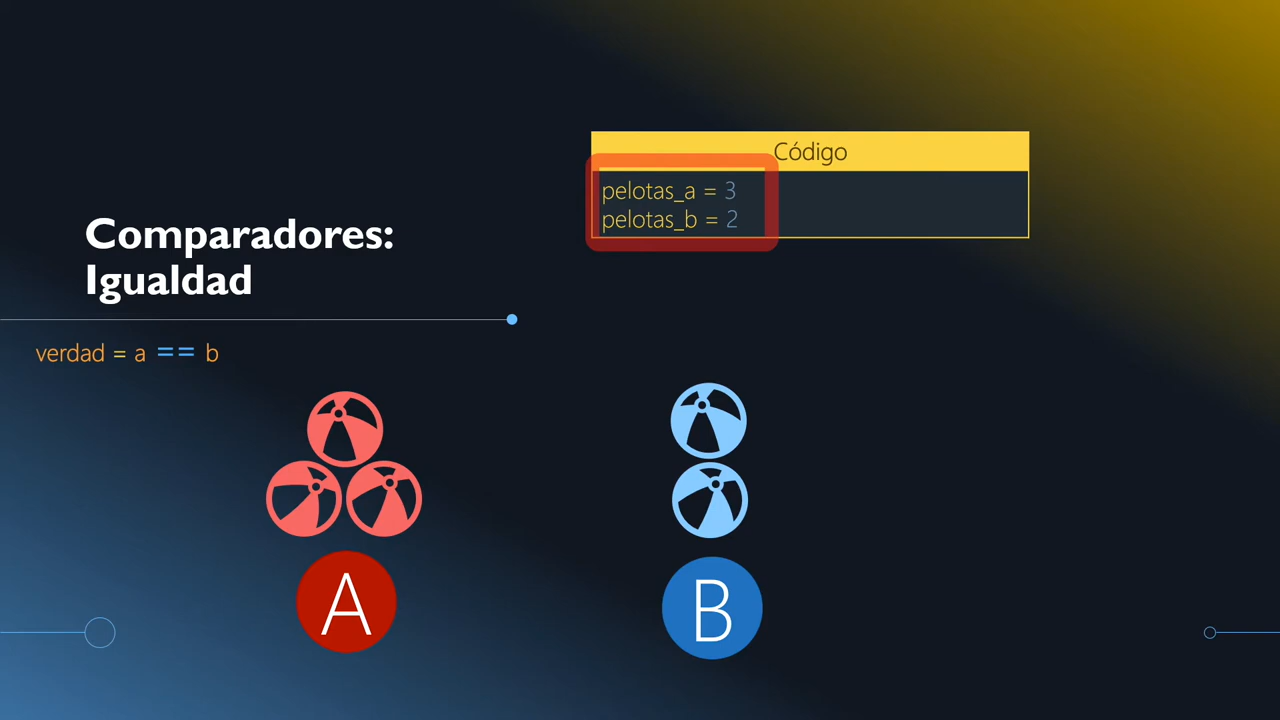 Código
pelotas_a = 3
pelotas_b = 2
Comparadores:
Igualdad
verdad = a == b
A
B